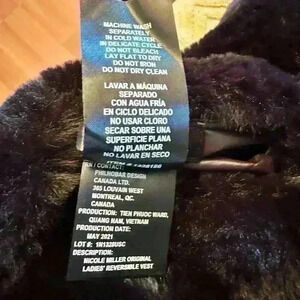 MACHINE WASH
SEPARATELY
IN COLD WATER
IN DELICATE CYCLE
DO NOT BLEACH
LAY FLAT TO DRY
DO NOT IRON
DO NOT DRY CLEAN
LAVAR A MÁQUINA
SEPARADO
CON AGUA FRÍA
EN CICLO DELICADO
NO USAR CLORO
SECAR SOBRE UNA
SUPERFICIE PLANA
NO PLANCHAR
NO LAVAR EN SECO
CONTACT:
PHILNOBAR DESIGN
CANADA LTD.
365 LOUVAIN WEST
MONTREAL, QC,
CANADA
PRODUCTION: TIEN PHUOC WARD,
QUANG NAM, VIETNAM
PRODUCTION DATE:
MAY 2021
LOT #:
DESCRIPTION:
NICOLE MILLER ORIGINAL
LADIES' REVERSIBLE VEST